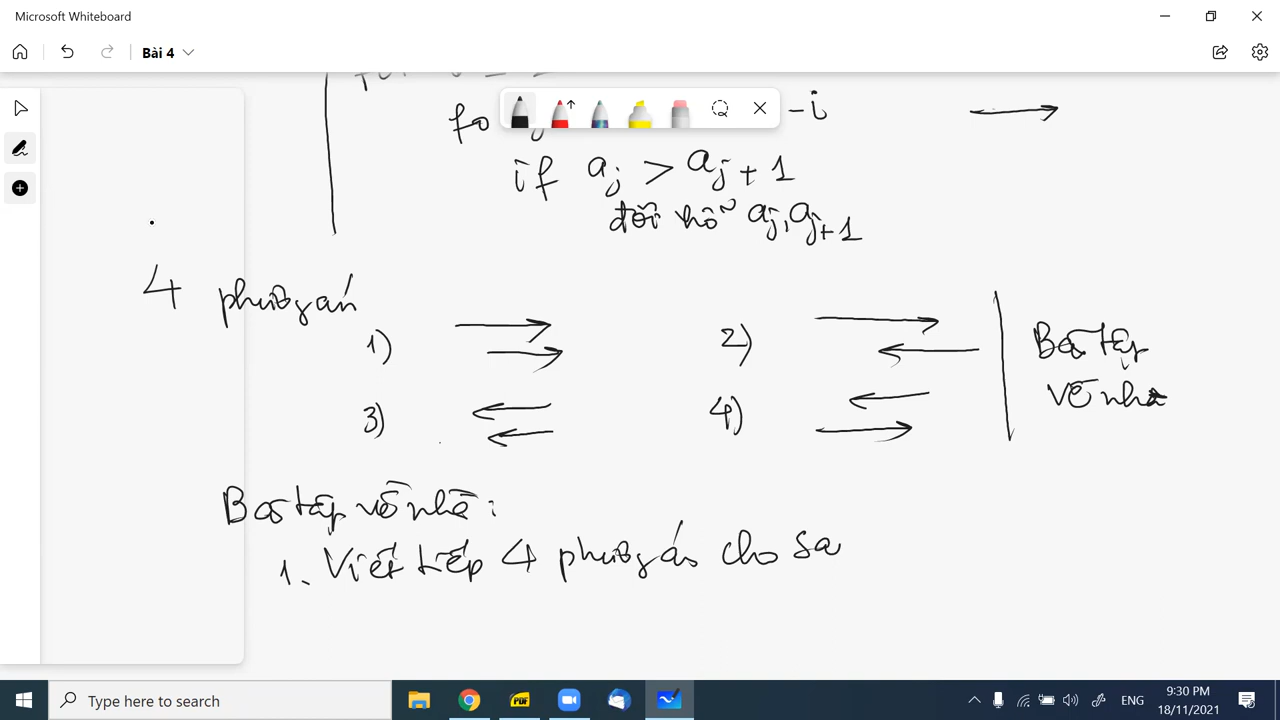 Microsoft Whiteboard
Bài 4
for i = 1
fo j -i
if aj > aj+1
đổi chỗ aj, aj+1
4 phương án
1) 2)
Bài tập
về nhà
3) 4)
Bài tập về nhà:
1. Viết tiếp 4 phương án cho sa
Type here to search
ENG
9:30 PM
18/11/2021